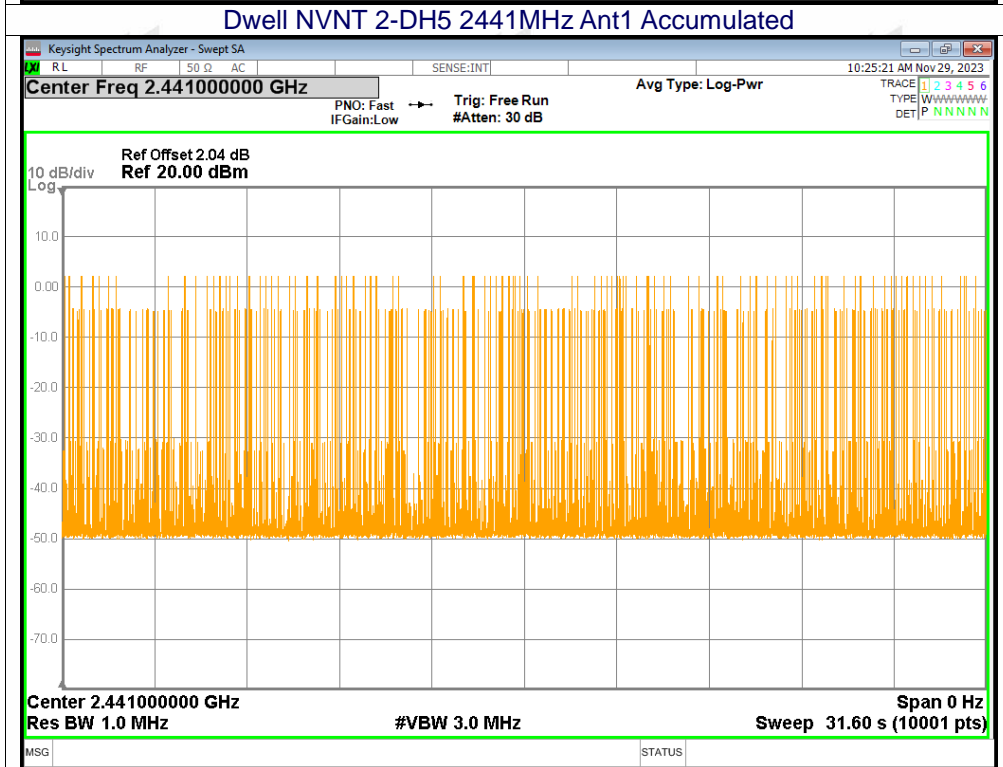 Dwell NVNT 2-DH5 2441MHz Ant1 Accumulated
Keysight Spectrum Analyzer - Swept SA
LXI RL RF 50 Ω AC SENSE:INT 10:25:21 AM Nov 29, 2023
Center Freq 2.441000000 GHz
PNO: Fast
IFGain:Low
Trig: Free Run
#Atten: 30 dB
Avg Type: Log-Pwr
TRACE 1 2 3 4 5 6
TYPE WWWWWWW
DET P N N N N N
Ref Offset 2.04 dB
10 dB/div Ref 20.00 dBm
Log
10.0
0.00
-10.0
-20.0
-30.0
-40.0
-50.0
-60.0
-70.0
Center 2.441000000 GHz Span 0 Hz
Res BW 1.0 MHz #VBW 3.0 MHz Sweep 31.60 s (10001 pts)
MSG STATUS